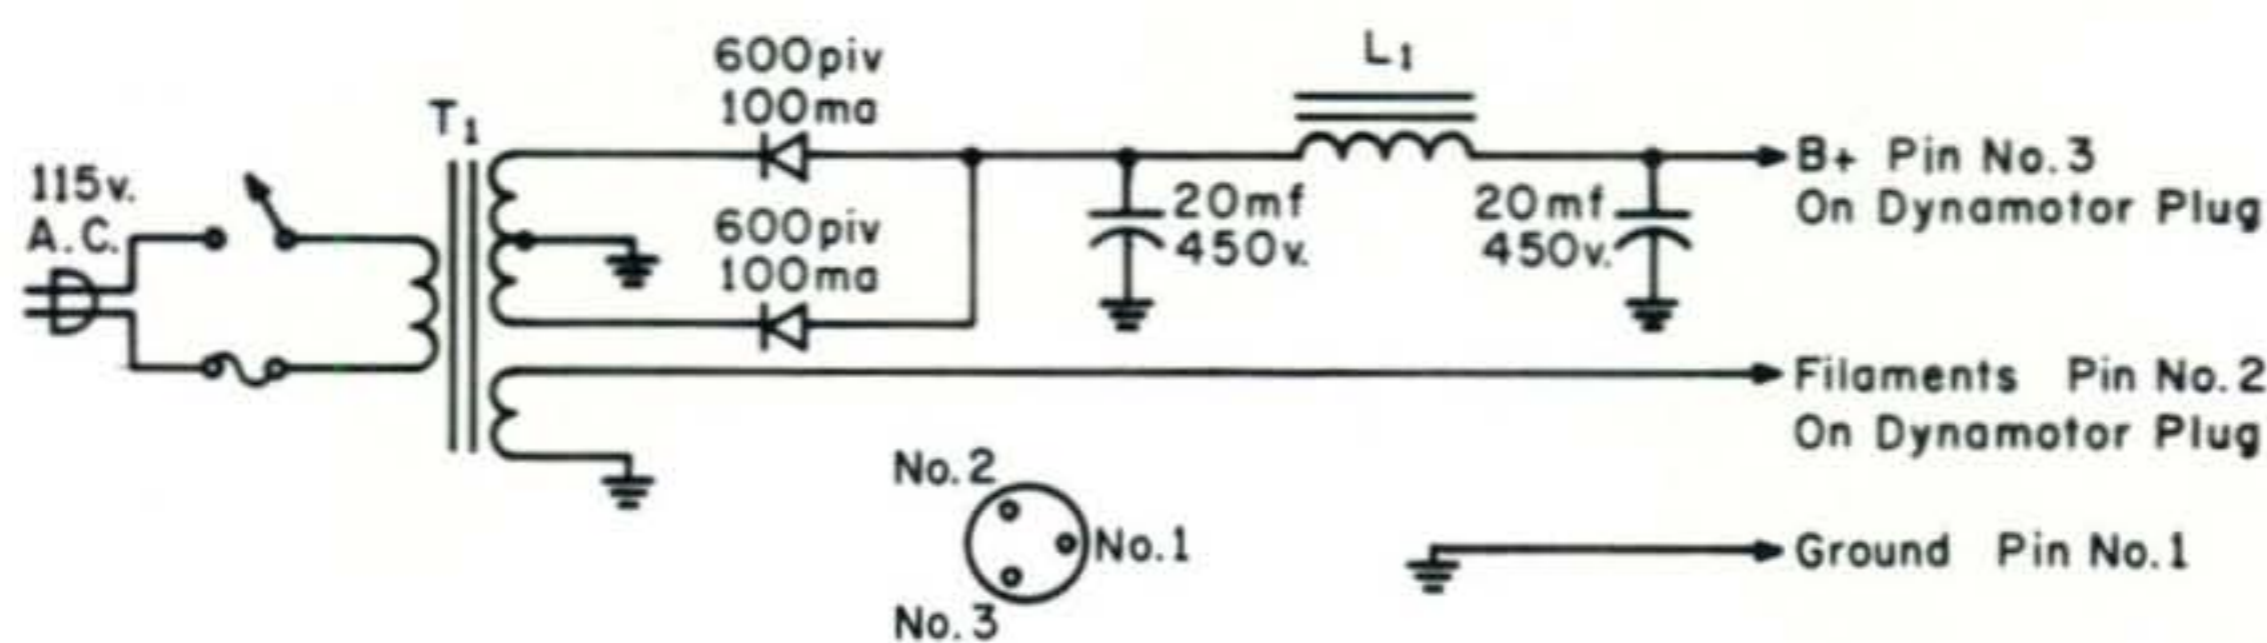 600piv
100ma
L1
T1
115v.
A.C.
B+ Pin No.3
On Dynamotor Plug
20mf
450v.
20mf
450v.
600piv
100ma
Filaments Pin No.2
On Dynamotor Plug
No.2
No.1
No.3
Ground Pin No.1